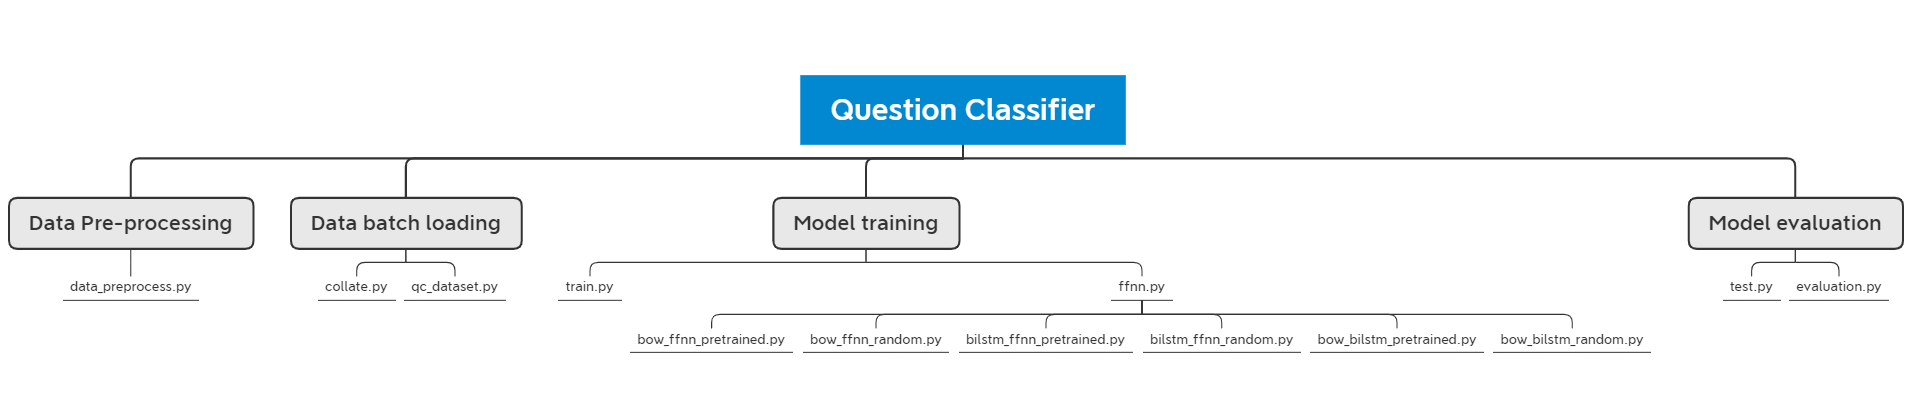 Question Classifier
Data Pre-processing
Data batch loading
Model training
Model evaluation
data_preprocess.py
collate.py
qc_dataset.py
train.py
ffnn.py
test.py
evaluation.py
bow_ffnn_pretrained.py
bow_ffnn_random.py
bilstm_ffnn_pretrained.py
bilstm_ffnn_random.py
bow_bilstm_pretrained.py
bow_bilstm_random.py